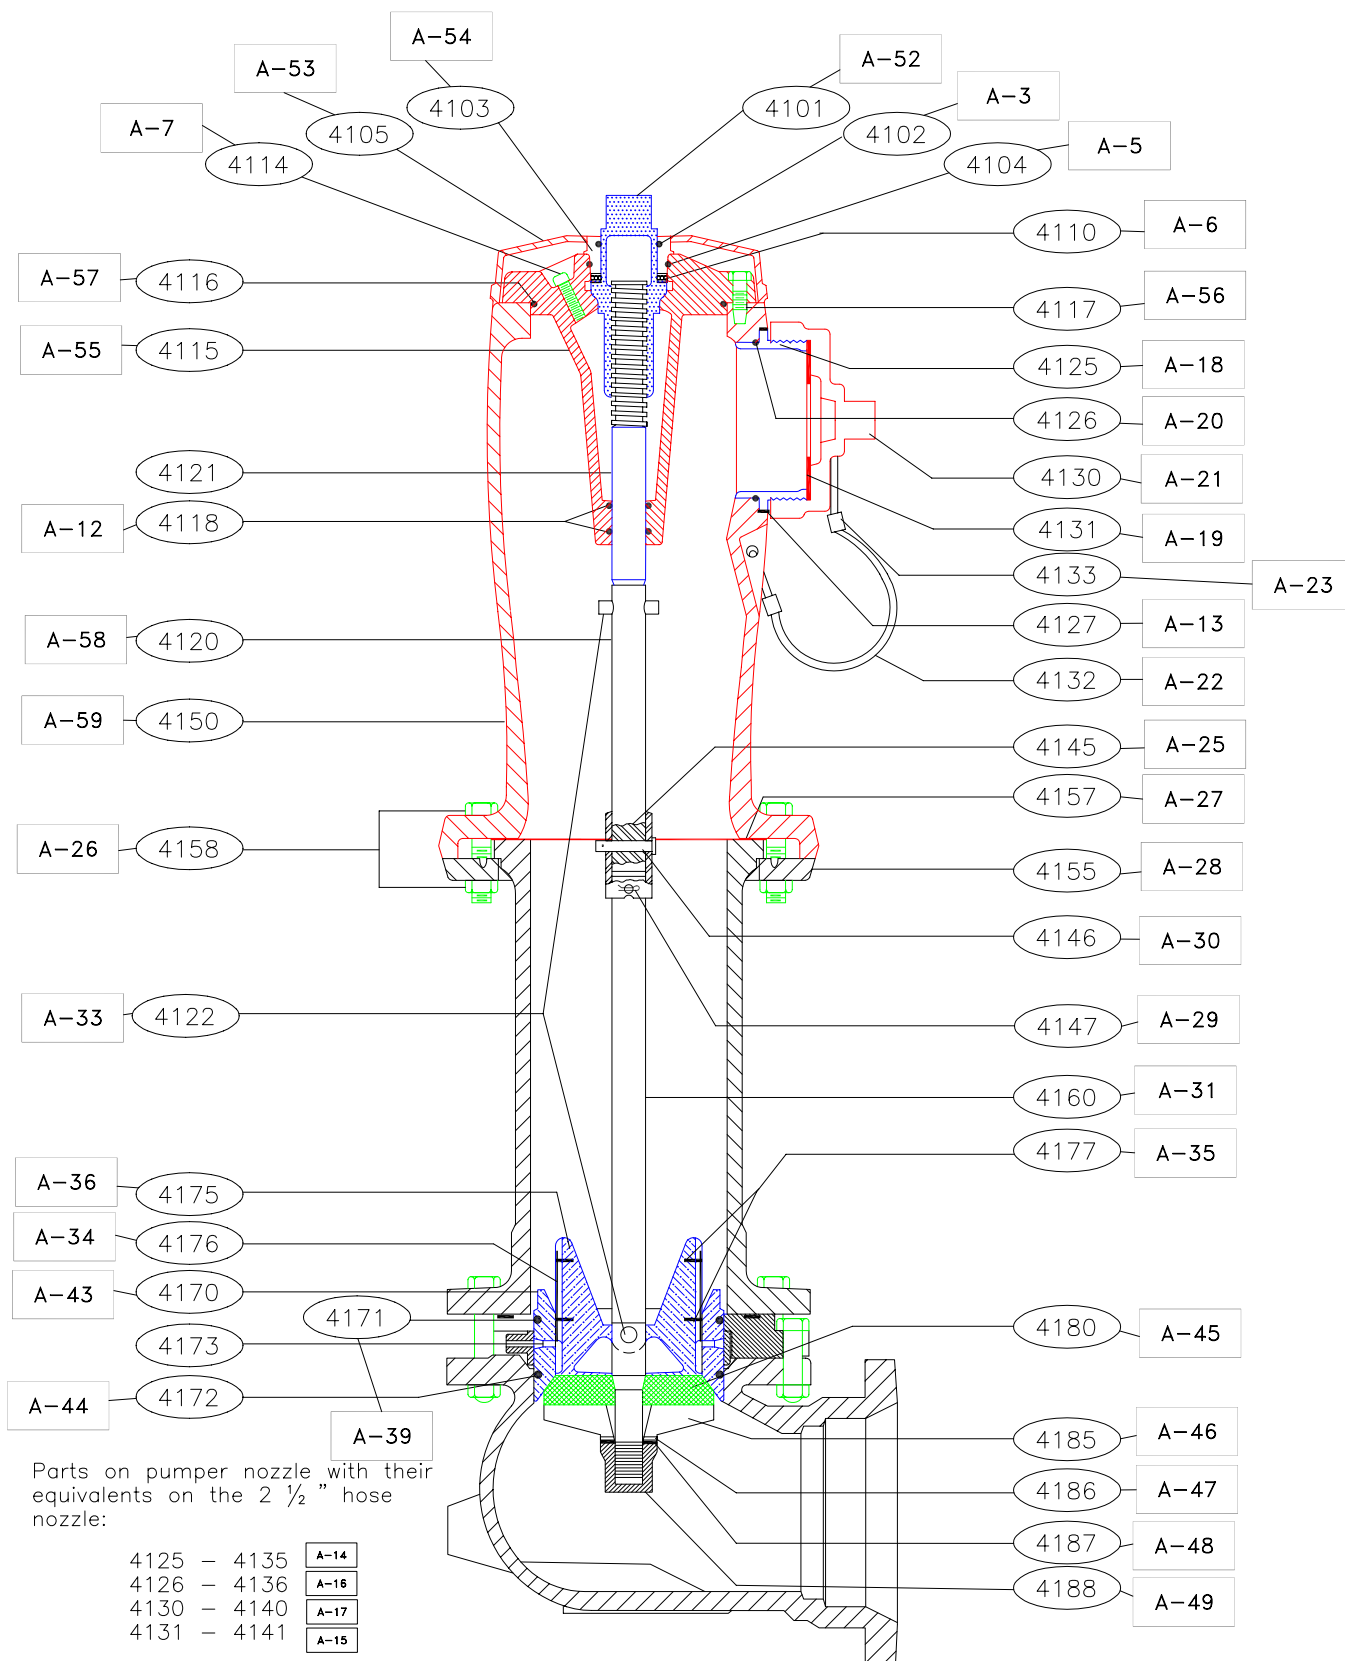 A-54
A-52
A-53
4103
4101
A-3
A-7
4105
4102
A-5
4114
4104
A-6
4110
A-57
4116
A-56
4117
A-55
4115
4125
A-18
4126
A-20
4121
4130
A-21
A-12
4118
4131
A-19
4133
A-23
A-58
4120
4127
A-13
4132
A-22
A-59
4150
4145
A-25
4157
A-27
A-26
4158
4155
A-28
4146
A-30
A-33
4122
4147
A-29
4160
A-31
4177
A-35
A-36
4175
A-34
4176
A-43
4170
4171
4173
4180
A-45
A-44
4172
A-39
4185
A-46
4186
A-47
4187
A-48
4188
A-49
Parts on pumper nozzle with their
equivalents on the 2 ½ " hose
nozzle:
4125 - 4135 A-14
4126 - 4136 A-16
4130 - 4140 A-17
4131 - 4141 A-15